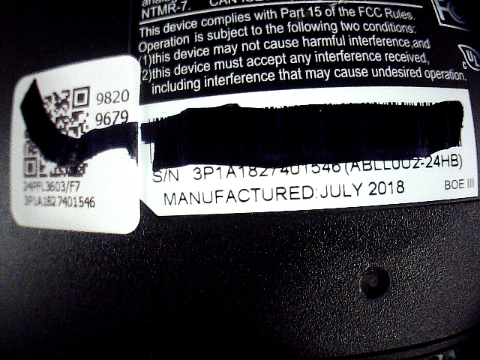 NTMR-7.
This device complies with Part 15 of the FCC Rules.
Operation is subject to the following two conditions:
(1)this device may not cause harmful interference,and
(2)this device must accept any interference received,
including interference that may cause undesired operation.
9820
9679
24PFL3603/F7
3P1A1827401546
S/N 3P1A1827401546 (ABLL002-24HB)
MANUFACTURED:JULY 2018
BOE III